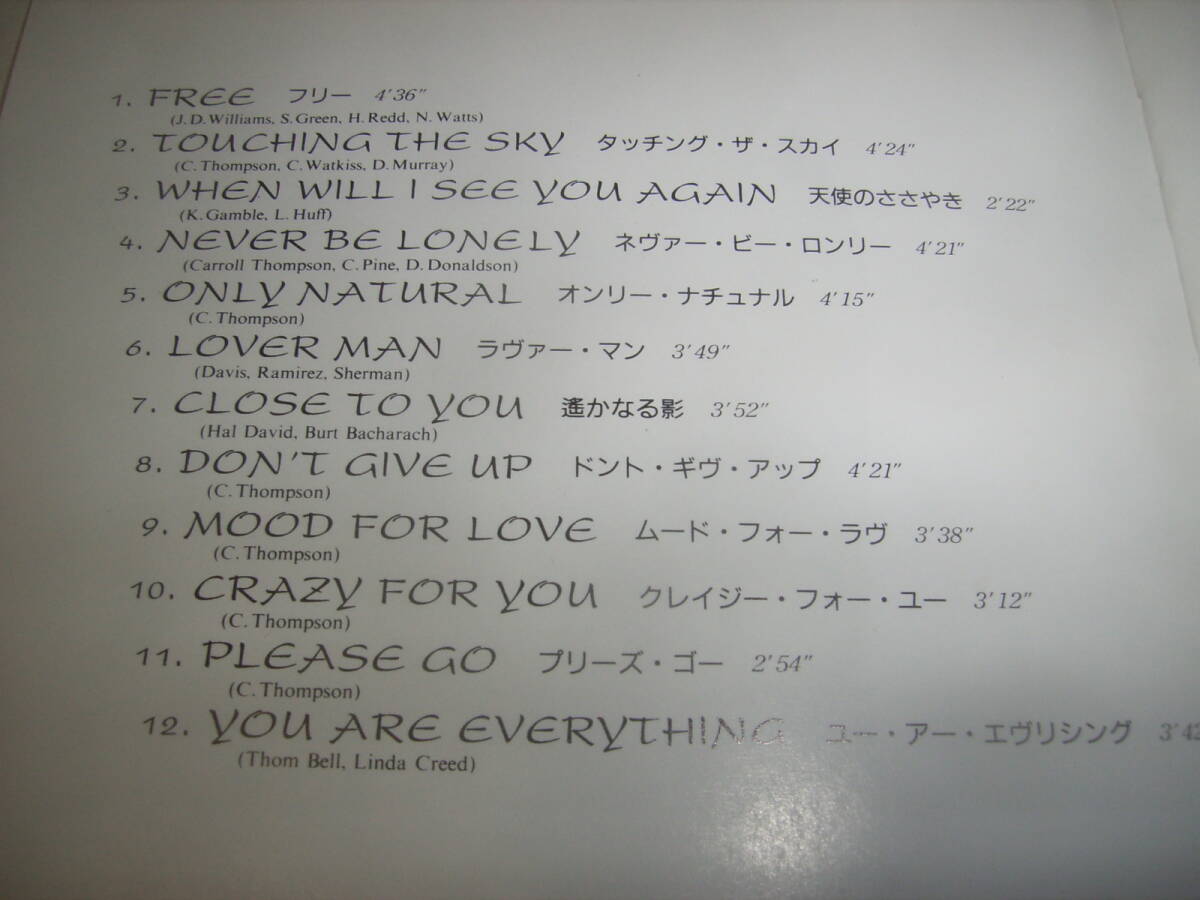 1. FREE フリー 4'36"
(J.D.Williams, S.Green, H.Redd, N.Watts)
2. TOUCHING THE SKY タッチング・ザ・スカイ 4'24"
(C.Thompson, C.Watkiss, D.Murray)
3. WHEN WILL I SEE YOU AGAIN 天使のささやき 2'22"
(K.Gamble, L.Huff)
4. NEVER BE LONELY ネヴァー・ビー・ロンリー 4'21"
(Carroll Thompson, C.Pine, D.Donaldson)
5. ONLY NATURAL オンリー・ナチュナル 4'15"
(C.Thompson)
6. LOVER MAN ラヴァー・マン 3'49"
(Davis, Ramirez, Sherman)
7. CLOSE TO YOU 遙かなる影 3'52"
(Hal David, Burt Bacharach)
8. DON'T GIVE UP ドント・ギヴ・アップ 4'21"
(C.Thompson)
9. MOOD FOR LOVE ムード・フォー・ラヴ 3'38"
(C.Thompson)
10. CRAZY FOR YOU クレイジー・フォー・ユー 3'12"
(C.Thompson)
11. PLEASE GO プリーズ・ゴー 2'54"
(C.Thompson)
12. YOU ARE EVERYTHING ユー・アー・エヴリシング 3'42
(Thom Bell, Linda Creed)